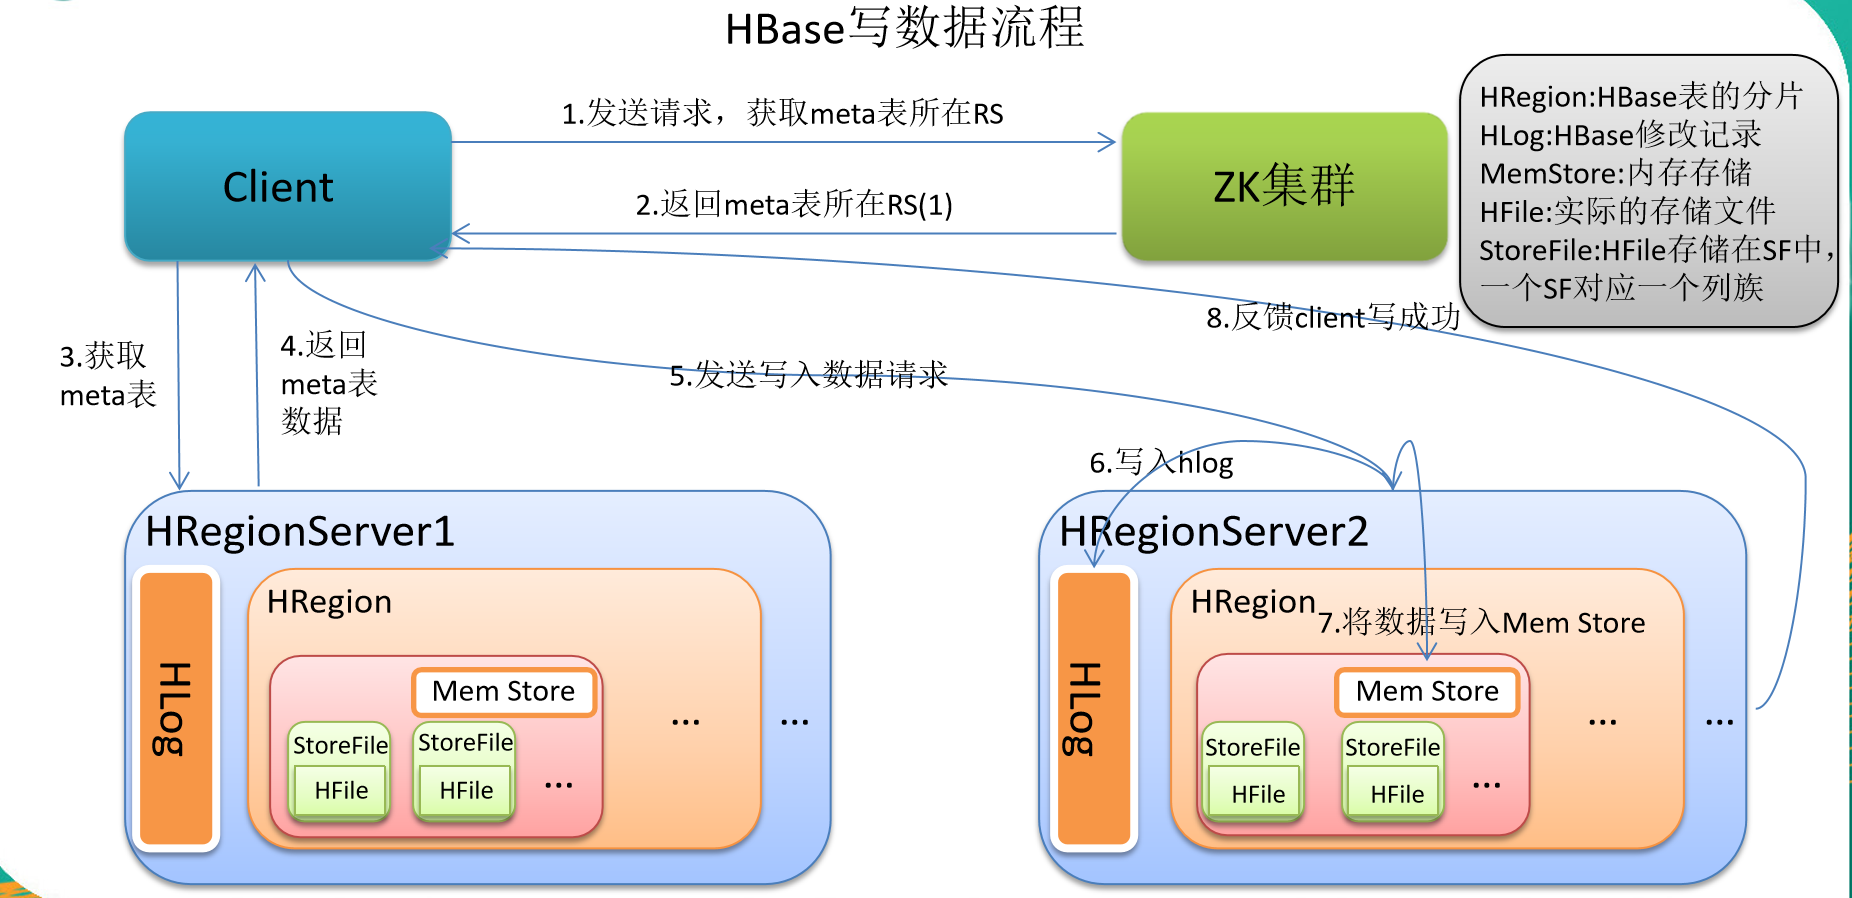 HBase写数据流程
Client
1.发送请求，获取meta表所在RS
2.返回meta表所在RS(1)
ZK集群
HRegion:HBase表的分片
HLog:HBase修改记录
MemStore:内存存储
HFile:实际的存储文件
StoreFile:HFile存储在SF中,
一个SF对应一个列族
8.反馈client写成功
3.获取
meta表
4.返回
meta表
数据
5.发送写入数据请求
6.写入hlog
HRegionServer1
HLog
HRegion
Mem Store
StoreFile
HFile
StoreFile
HFile
...
...
...
HRegionServer2
HLog
HRegion
7.将数据写入Mem Store
Mem Store
StoreFile
HFile
StoreFile
HFile
...
...
...